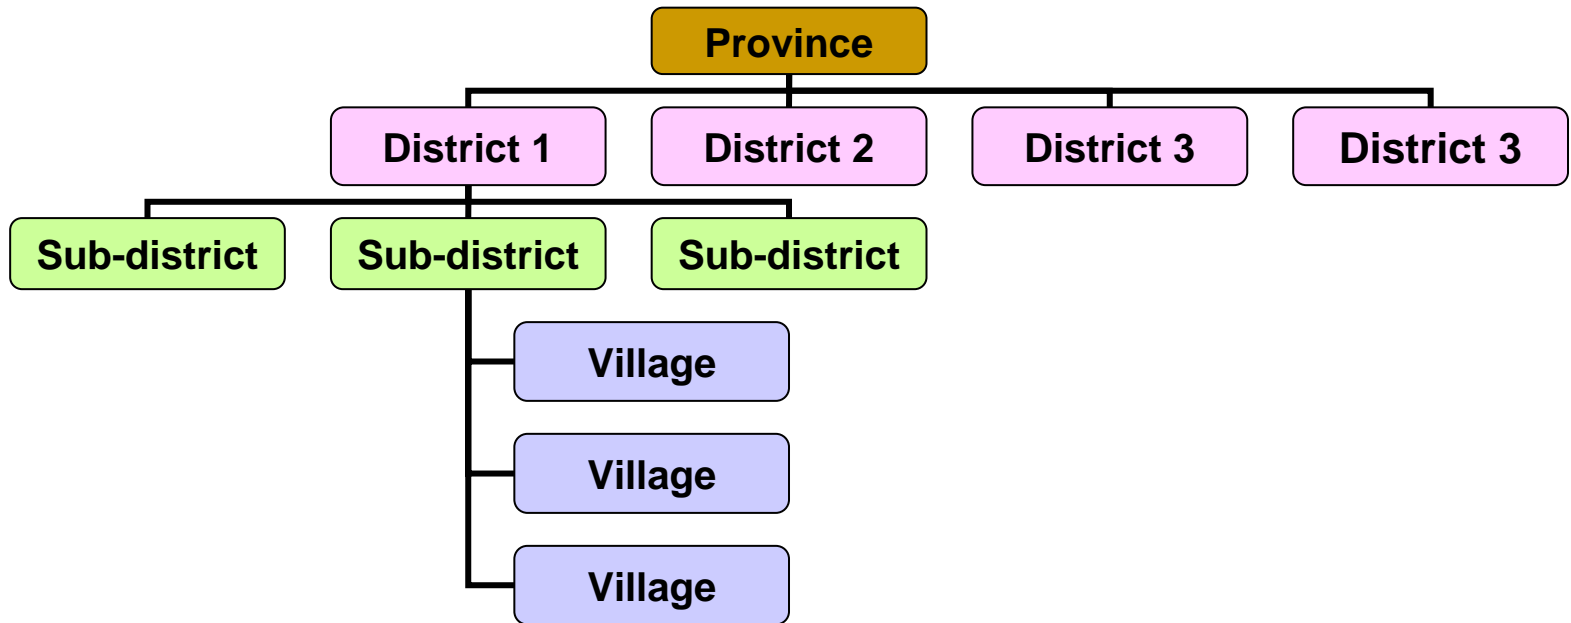 Province
District 1
District 2
District 3
District 3
Sub-district
Sub-district
Sub-district
Village
Village
Village